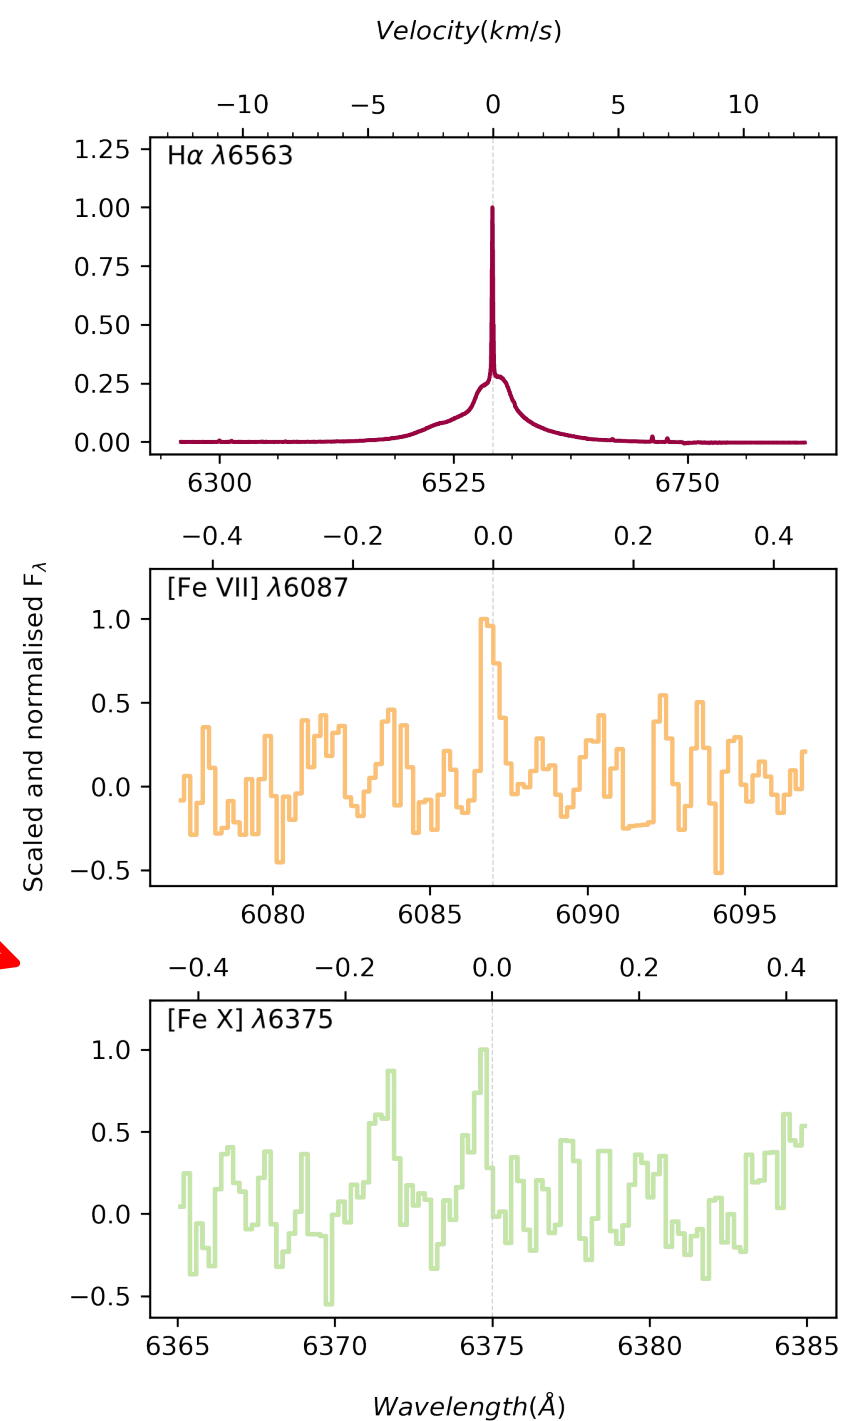 Velocity(km/s)
−10 −5 0 5 10
Hα λ6563
1.25
1.00
0.75
0.50
0.25
0.00
6300 6525 6750
−0.4 −0.2 0.0 0.2 0.4
[Fe VII] λ6087
Scaled and normalised Fλ
1.0
0.5
0.0
−0.5
6080 6085 6090 6095
−0.4 −0.2 0.0 0.2 0.4
[Fe X] λ6375
1.0
0.5
0.0
−0.5
6365 6370 6375 6380 6385
Wavelength(Å)